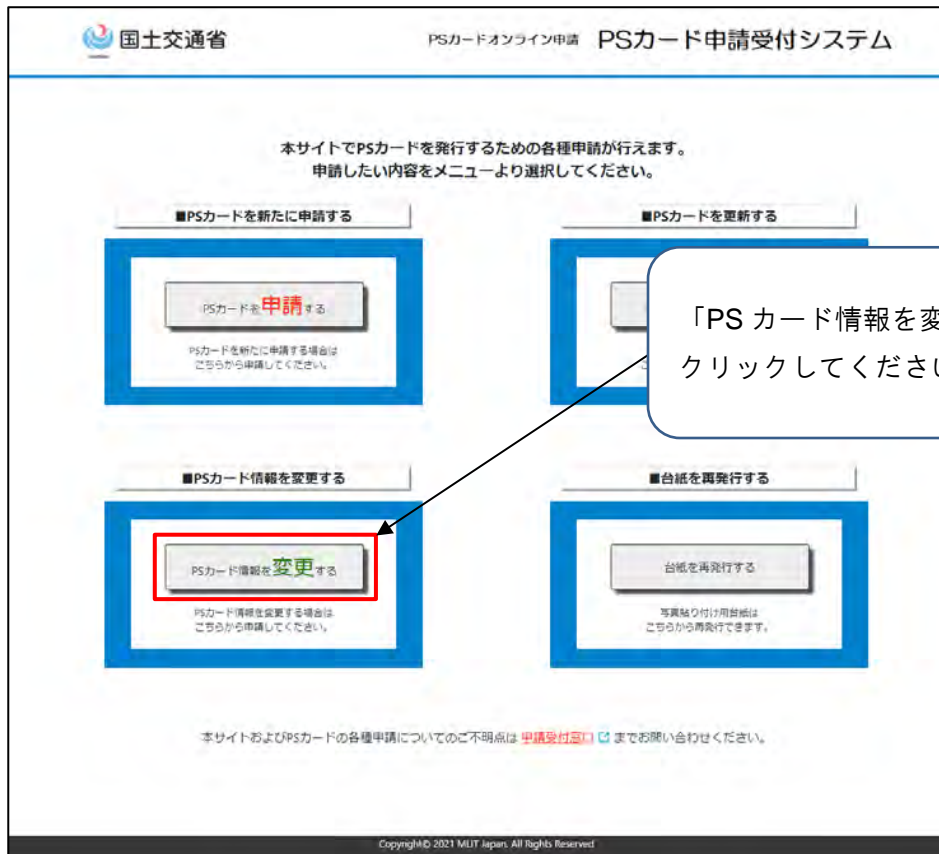 国土交通省
PSカードオンライン申請 PSカード申請受付システム
本サイトでPSカードを発行するための各種申請が行えます。
申請したい内容をメニューより選択してください。
■PSカードを新たに申請する
■PSカードを更新する
PSカードを申請する
PSカードを新たに申請する場合は
こちらから申請してください。
「PS カード情報を変
クリックしてください
■PSカード情報を変更する
■台紙を再発行する
PSカード情報を変更する
PSカード情報を変更する場合は
こちらから申請してください。
台紙を再発行する
写真貼り付け用台紙は
こちらから再発行できます。
本サイトおよびPSカードの各種申請についてのご不明点は 申請受付窓口 までお問い合わせください。
Copyright© 2021 MLIT Japan. All Rights Reserved